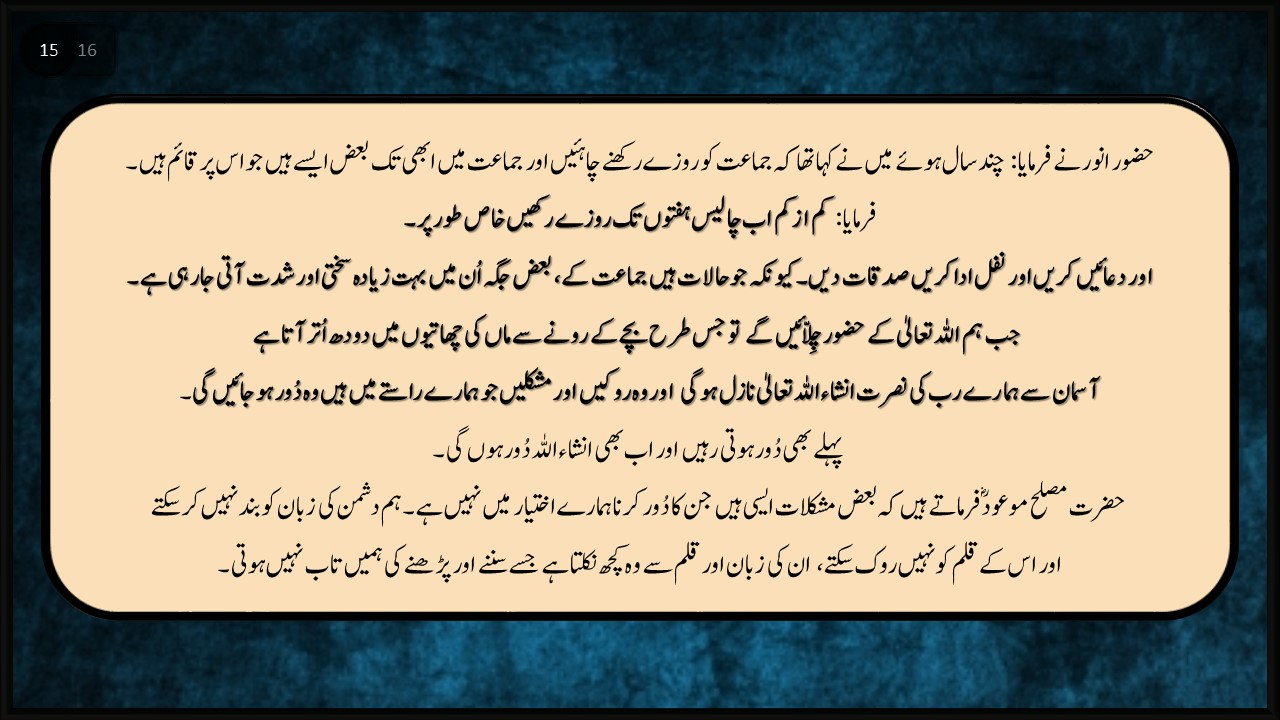 15 16
حضور انور نے فرمایا: چند سال ہوئے میں نے کہا تھا کہ جماعت کو روزے رکھنے چاہئیں اور جماعت میں ابھی تک بعض ایسے ہیں جو اس پر قائم ہیں۔
فرمایا: کم از کم اب چالیس ہفتوں تک روزے رکھیں خاص طور پر۔
اور دعائیں کریں اور نفل ادا کریں صدقات دیں۔ کیونکہ جو حالات ہیں جماعت کے، بعض جگہ اُن میں بہت زیادہ سختی اور شدت آتی جا رہی ہے۔
جب ہم اللہ تعالیٰ کے حضور چِلّائیں گے تو جس طرح بچے کے رونے سے ماں کی چھاتیوں میں دودھ اُتر آتا ہے
آسمان سے ہمارے رب کی نصرت انشاء اللہ تعالیٰ نازل ہوگی اور وہ روکیں اور مشکلیں جو ہمارے راستے میں ہیں وہ دُور ہو جائیں گی۔
پہلے بھی دُور ہوتی رہیں اور اب بھی انشاء اللہ دُور ہوں گی۔
حضرت مصلح موعودؓ فرماتے ہیں کہ بعض مشکلات ایسی ہیں جن کا دُور کرنا ہمارے اختیار میں نہیں ہے۔ ہم دشمن کی زبان کو بند نہیں کر سکتے
اور اس کے قلم کو نہیں روک سکتے، ان کی زبان اور قلم سے وہ کچھ نکلتا ہے جسے سننے اور پڑھنے کی ہمیں تاب نہیں ہوتی۔